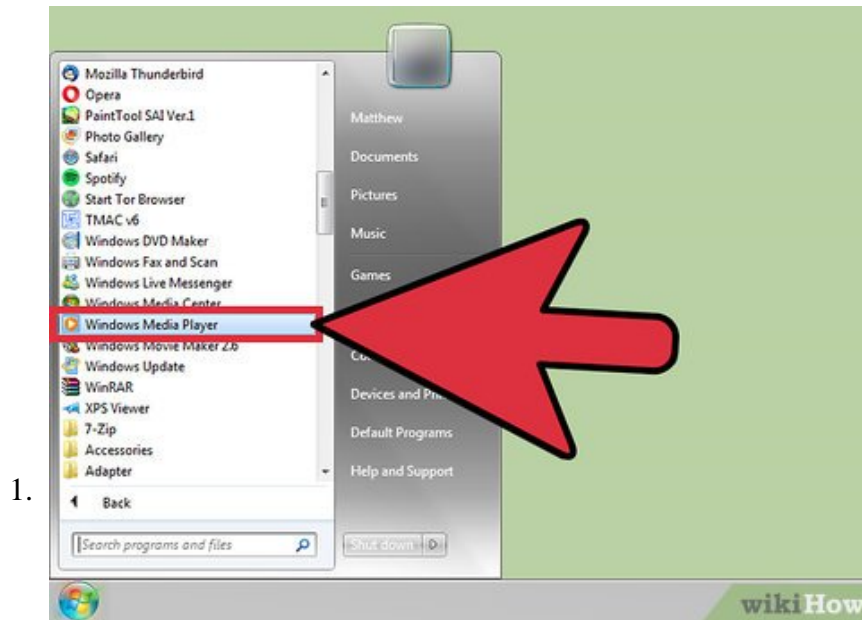 Mozilla Thunderbird
Opera
PaintTool SAI Ver.1
Photo Gallery
Safari
Spotify
Start Tor Browser
TMAC v6
Windows DVD Maker
Windows Fax and Scan
Windows Live Messenger
Windows Media Center
Windows Media Player
Windows Movie Maker 2.6
Windows Update
WinRAR
XPS Viewer
7-Zip
Accessories
Adapter
Back
Search programs and files
Matthew
Documents
Pictures
Music
Games
Devices and
Default Programs
Help and Support
Shut down
1.
wikiHow